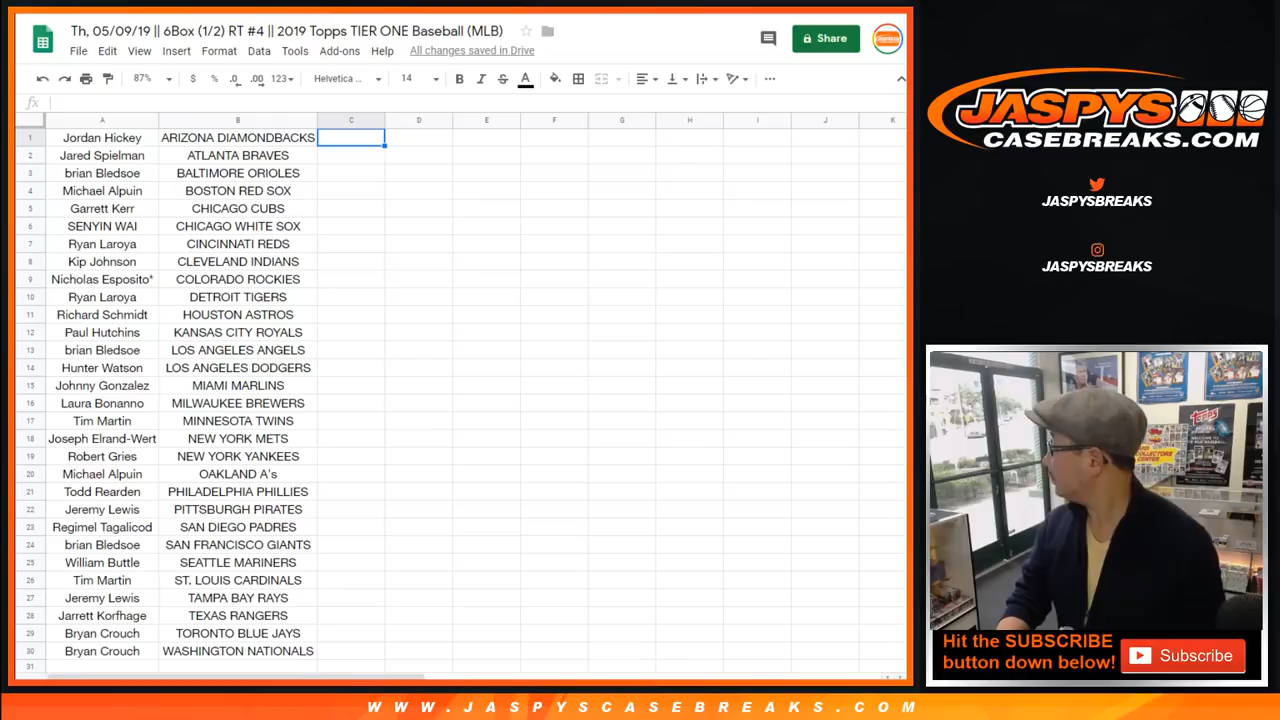 Th, 05/09/19 || 6Box (1/2) RT #4 || 2019 Topps TIER ONE Baseball (MLB)
File Edit View Insert Format Data Tools Add-ons Help All changes saved in Drive
Share
87% $ % .0 .00 123 Helvetica ... 14 B I S A
fx
A B C D E F G H I J K
1 Jordan Hickey ARIZONA DIAMONDBACKS
2 Jared Spielman ATLANTA BRAVES
3 brian Bledsoe BALTIMORE ORIOLES
4 Michael Alpuin BOSTON RED SOX
5 Garrett Kerr CHICAGO CUBS
6 SENYIN WAI CHICAGO WHITE SOX
7 Ryan Laroya CINCINNATI REDS
8 Kip Johnson CLEVELAND INDIANS
9 Nicholas Esposito* COLORADO ROCKIES
10 Ryan Laroya DETROIT TIGERS
11 Richard Schmidt HOUSTON ASTROS
12 Paul Hutchins KANSAS CITY ROYALS
13 brian Bledsoe LOS ANGELES ANGELS
14 Hunter Watson LOS ANGELES DODGERS
15 Johnny Gonzalez MIAMI MARLINS
16 Laura Bonanno MILWAUKEE BREWERS
17 Tim Martin MINNESOTA TWINS
18 Joseph Elrand-Wert NEW YORK METS
19 Robert Gries NEW YORK YANKEES
20 Michael Alpuin OAKLAND A's
21 Todd Rearden PHILADELPHIA PHILLIES
22 Jeremy Lewis PITTSBURGH PIRATES
23 Regimel Tagalicod SAN DIEGO PADRES
24 brian Bledsoe SAN FRANCISCO GIANTS
25 William Buttle SEATTLE MARINERS
26 Tim Martin ST. LOUIS CARDINALS
27 Jeremy Lewis TAMPA BAY RAYS
28 Jarrett Korfhage TEXAS RANGERS
29 Bryan Crouch TORONTO BLUE JAYS
30 Bryan Crouch WASHINGTON NATIONALS
31
JASPYS
CASEBREAKS.COM
JASPYSBREAKS
JASPYSBREAKS
TOPPS
Hit the SUBSCRIBE
button down below!
Subscribe
WWW.JASPYSCASEBREAKS.COM